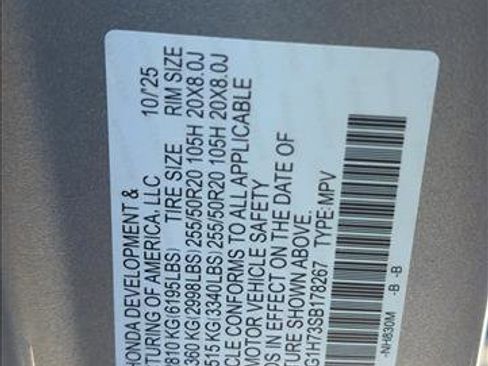 HONDA DEVELOPMENT &
TURING OF AMERICA, LLC 10/'25
810 KG (6195LBS) TIRE SIZE RIM SIZE
360 KG (2998LBS) 255/50R20 105H 20X8.0J
515 KG (3340LBS) 255/50R20 105H 20X8.0J
CLE CONFORMS TO ALL APPLICABLE
MOTOR VEHICLE SAFETY
DS IN EFFECT ON THE DATE OF
TURE SHOWN ABOVE.
G1H73SB178267 TYPE:MPV
-NH830M -B -B